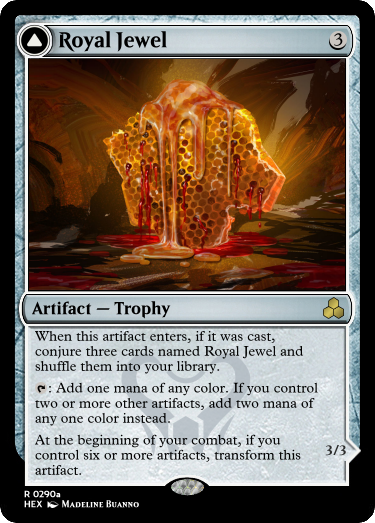 Royal Jewel 3
Artifact — Trophy
When this artifact enters, if it was cast,
conjure three cards named Royal Jewel and
shuffle them into your library.
: Add one mana of any color. If you control
two or more other artifacts, add two mana of
any one color instead.
At the beginning of your combat, if you
control six or more artifacts, transform this
artifact.
3/3
R 0290a
HEX Madeline Buanno